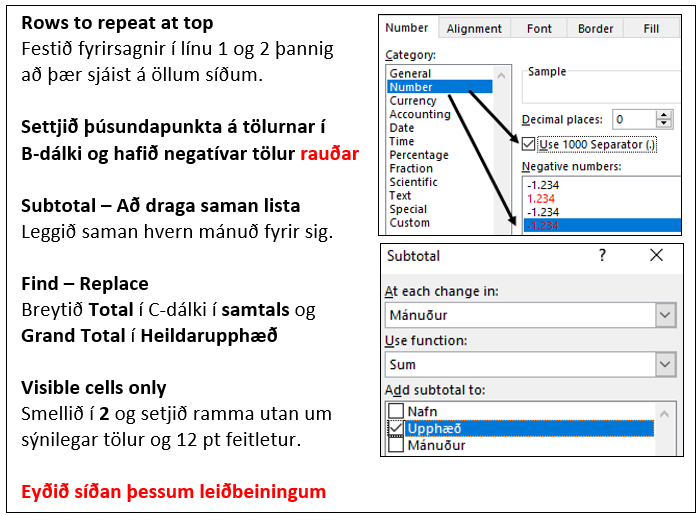 Rows to repeat at top
Festið fyrirsagnir í línu 1 og 2 þannig
að þær sjáist á öllum síðum.
Settjið þúsundapunkta á tölurnar í
B-dálki og hafið negatívar tölur rauðar
Subtotal – Að draga saman lista
Leggið saman hvern mánuð fyrir sig.
Find – Replace
Breytið Total í C-dálki í samtals og
Grand Total í Heildarupphæð
Visible cells only
Smellið í 2 og setjið ramma utan um
sýnilegar tölur og 12 pt feitletur.
Eyðið síðan þessum leiðbeiningum
Number Alignment Font Border Fill
Category:
General
Number
Currency
Accounting
Date
Time
Percentage
Fraction
Scientific
Text
Special
Custom
Sample
Decimal places: 0
Use 1000 Separator (.)
Negative numbers:
-1.234
1.234
-1.234
-1.234
Subtotal ?
At each change in:
Mánuður
Use function:
Sum
Add subtotal to:
Nafn
Upphæð
Mánuður